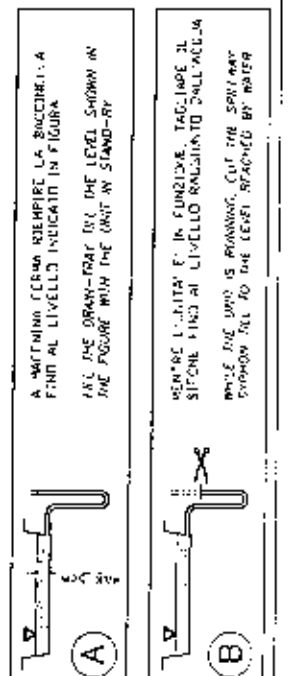 A MACCHINA FERMA RIEMPIRE LA BACCINELLA
FINO AL LIVELLO INDICATO IN FIGURA
FILL THE DRAIN-TRAY TILL THE LEVEL SHOWN IN
THE FIGURE WITH THE UNIT IN STAND-BY
A
MENTRE L'UNITA' E' IN FUNZIONE, TAGLIARE IL
SIFONE FINO AL LIVELLO RAGGIUNTO DALL'ACQUA
WHILE THE UNIT IS RUNNING, CUT THE SPILLWAY
SYPHON TILL TO THE LEVEL REACHED BY WATER
B